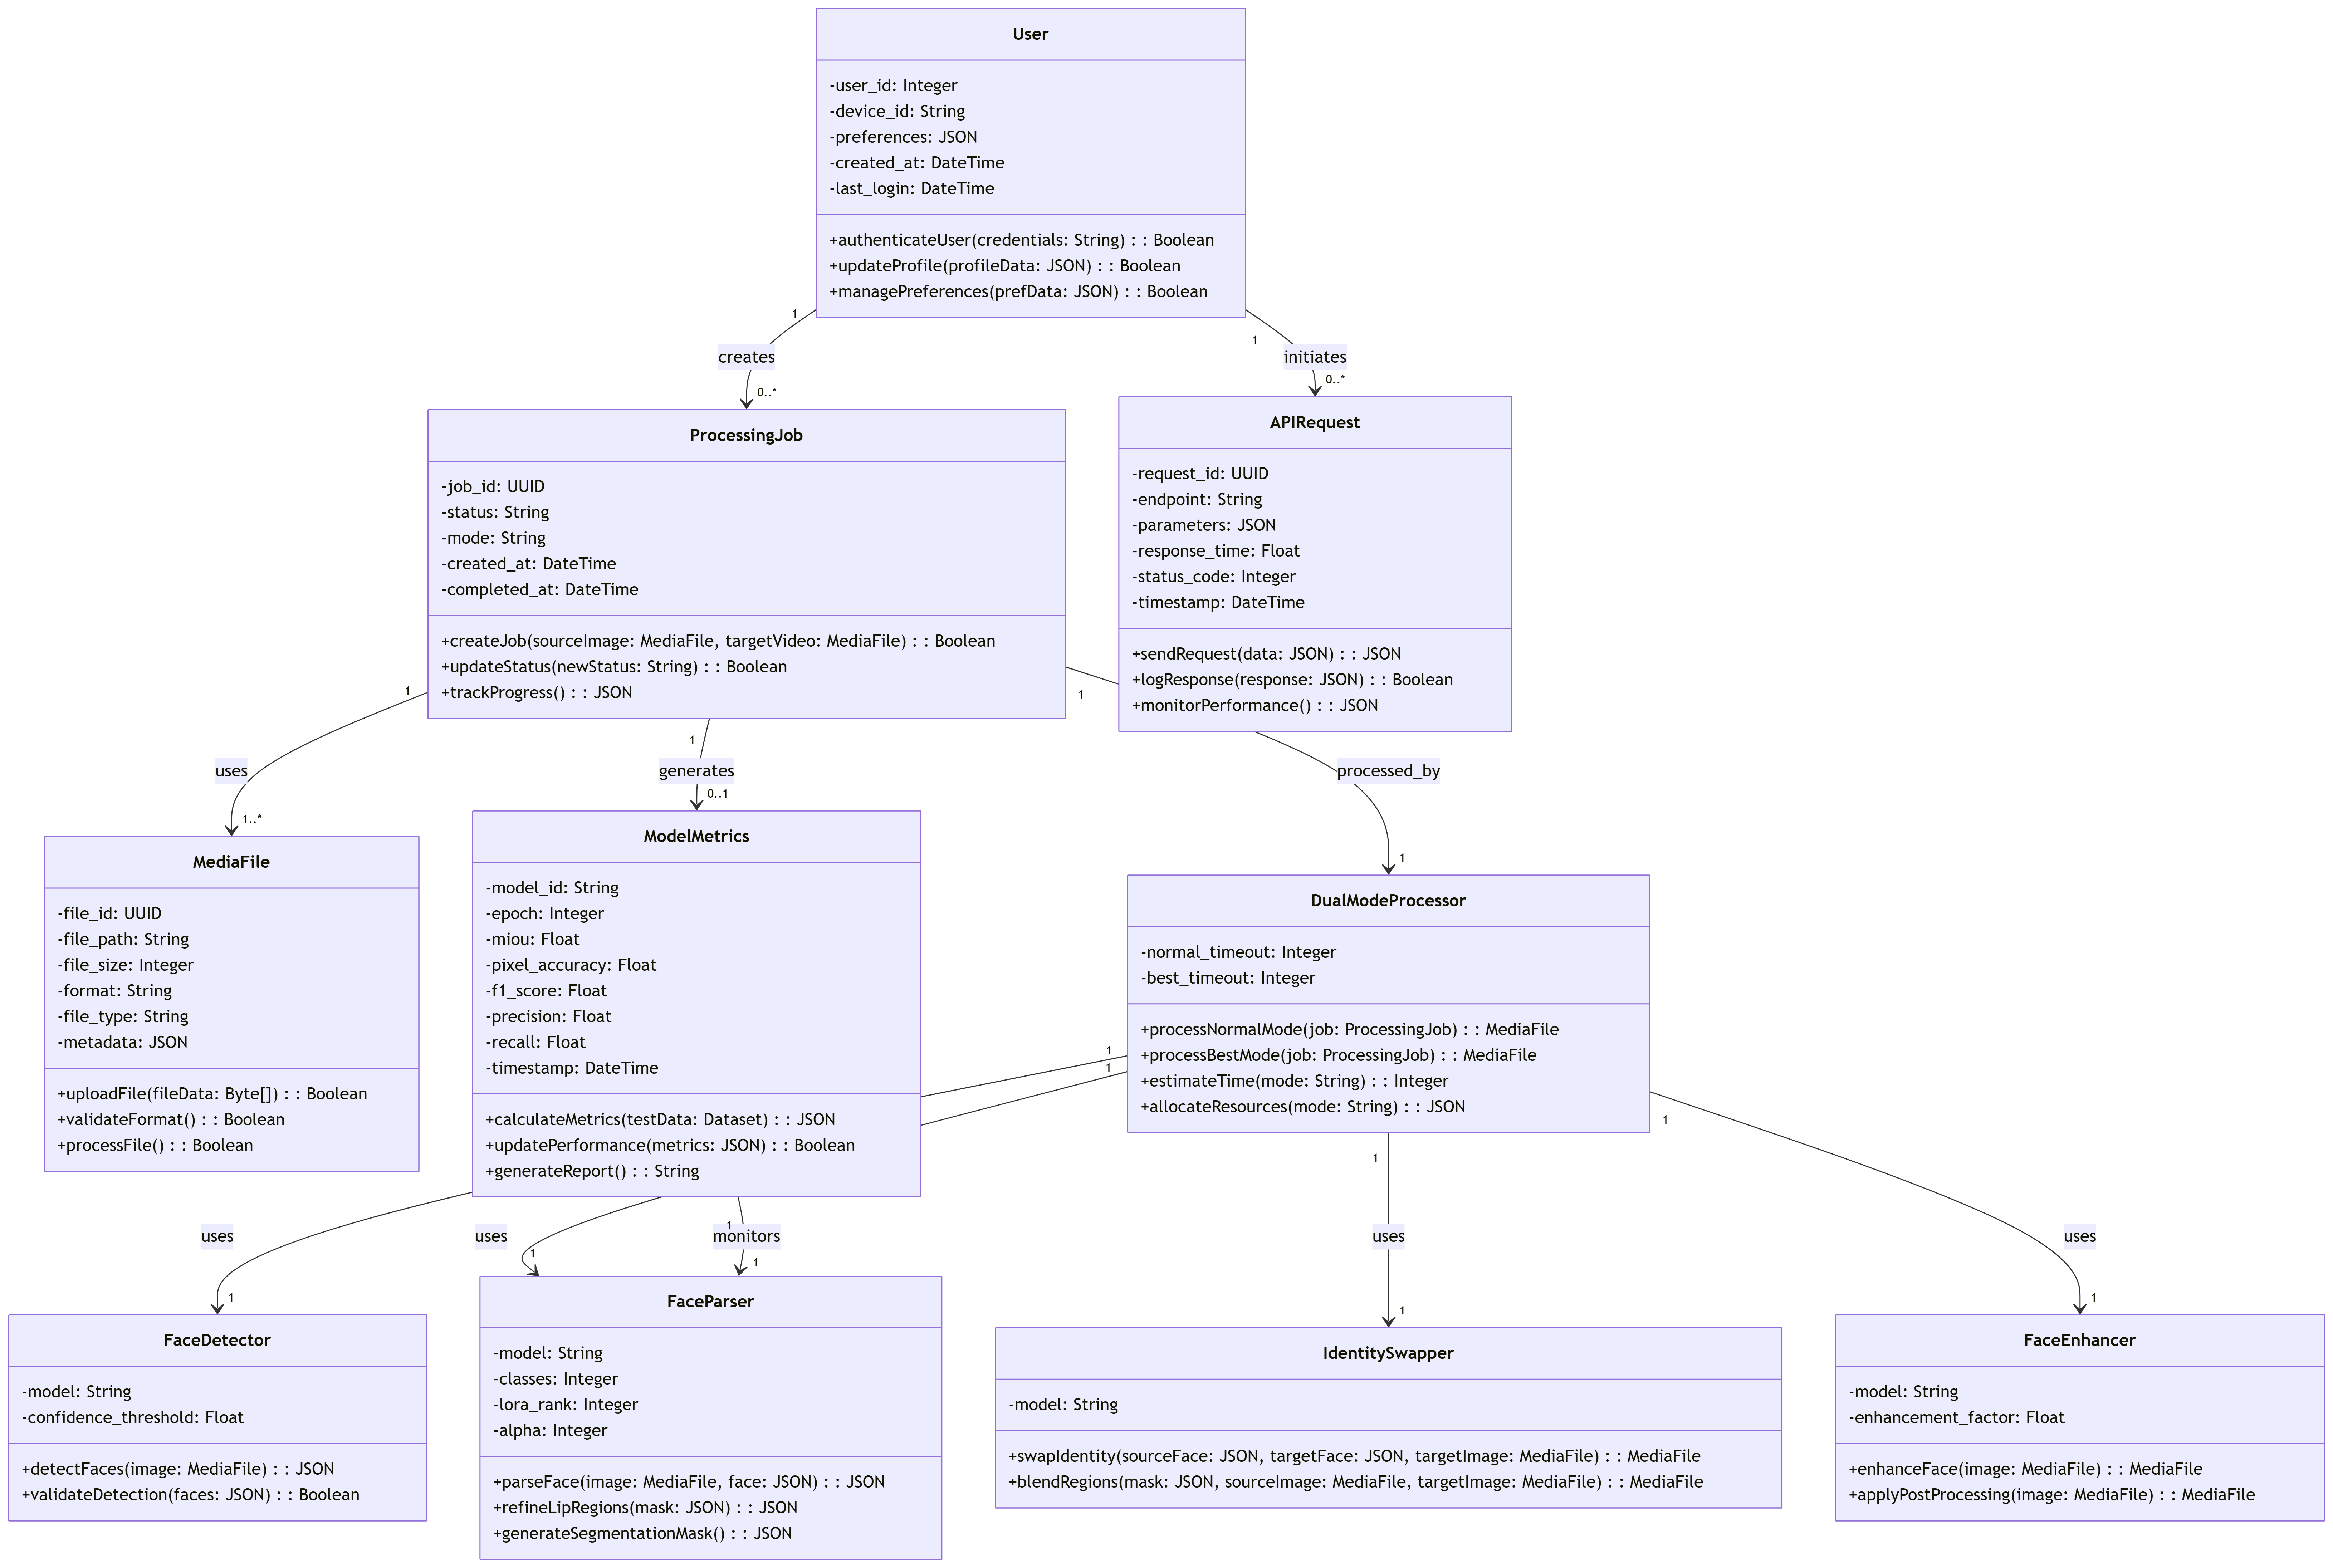 User
-user_id: Integer
-device_id: String
-preferences: JSON
-created_at: DateTime
-last_login: DateTime
+authenticateUser(credentials: String) : : Boolean
+updateProfile(profileData: JSON) : : Boolean
+managePreferences(prefData: JSON) : : Boolean
1
1
creates
initiates
0..*
0..*
ProcessingJob
-job_id: UUID
-status: String
-mode: String
-created_at: DateTime
-completed_at: DateTime
+createJob(sourceImage: MediaFile, targetVideo: MediaFile) : : Boolean
+updateStatus(newStatus: String) : : Boolean
+trackProgress() : : JSON
APIRequest
-request_id: UUID
-endpoint: String
-parameters: JSON
-response_time: Float
-status_code: Integer
-timestamp: DateTime
+sendRequest(data: JSON) : : JSON
+logResponse(response: JSON) : : Boolean
+monitorPerformance() : : JSON
1
1
1
uses
generates
processed_by
1..*
0..1
1
MediaFile
-file_id: UUID
-file_path: String
-file_size: Integer
-format: String
-file_type: String
-metadata: JSON
+uploadFile(fileData: Byte[]) : : Boolean
+validateFormat() : : Boolean
+processFile() : : Boolean
ModelMetrics
-model_id: String
-epoch: Integer
-miou: Float
-pixel_accuracy: Float
-f1_score: Float
-precision: Float
-recall: Float
-timestamp: DateTime
+calculateMetrics(testData: Dataset) : : JSON
+updatePerformance(metrics: JSON) : : Boolean
+generateReport() : : String
DualModeProcessor
-normal_timeout: Integer
-best_timeout: Integer
+processNormalMode(job: ProcessingJob) : : MediaFile
+processBestMode(job: ProcessingJob) : : MediaFile
+estimateTime(mode: String) : : Integer
+allocateResources(mode: String) : : JSON
1
1
1
1
1
uses
uses
monitors
uses
uses
1
1
1
1
1
FaceDetector
-model: String
-confidence_threshold: Float
+detectFaces(image: MediaFile) : : JSON
+validateDetection(faces: JSON) : : Boolean
FaceParser
-model: String
-classes: Integer
-lora_rank: Integer
-alpha: Integer
+parseFace(image: MediaFile, face: JSON) : : JSON
+refineLipRegions(mask: JSON) : : JSON
+generateSegmentationMask() : : JSON
IdentitySwapper
-model: String
+swapIdentity(sourceFace: JSON, targetFace: JSON, targetImage: MediaFile) : : MediaFile
+blendRegions(mask: JSON, sourceImage: MediaFile, targetImage: MediaFile) : : MediaFile
FaceEnhancer
-model: String
-enhancement_factor: Float
+enhanceFace(image: MediaFile) : : MediaFile
+applyPostProcessing(image: MediaFile) : : MediaFile